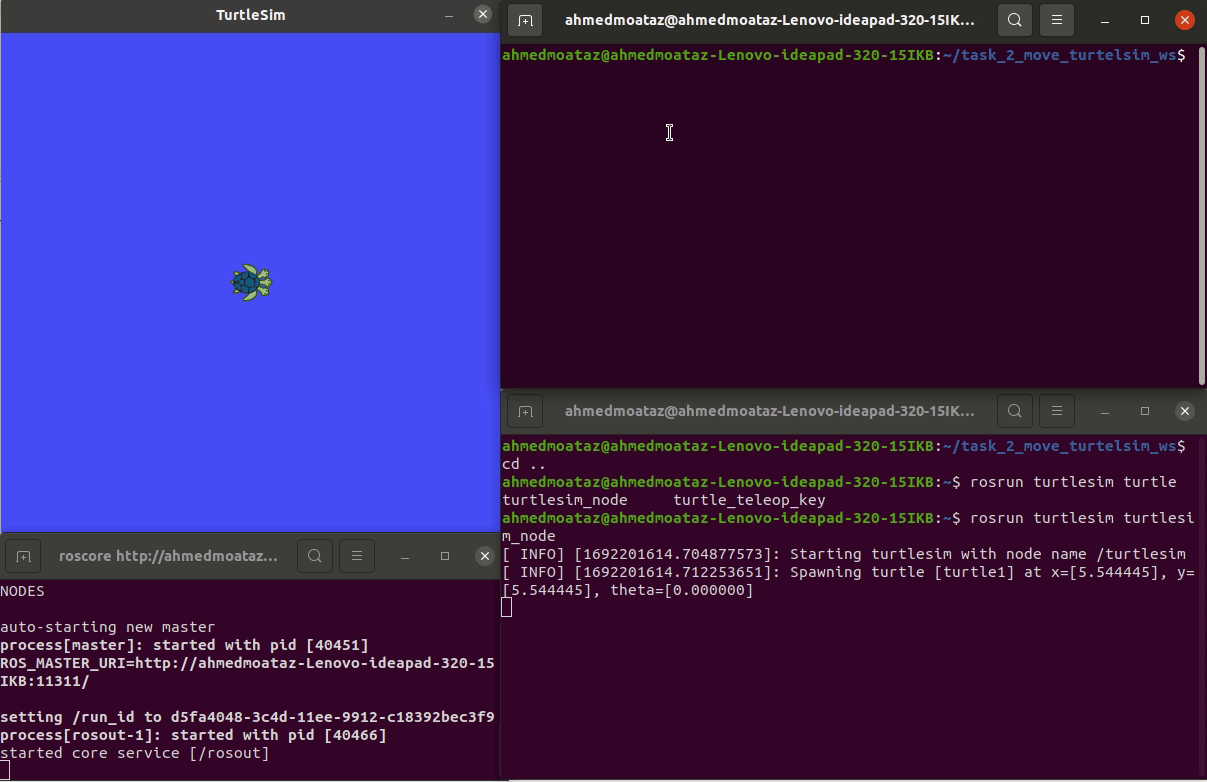 TurtleSim
ahmedmoataz@ahmedmoataz-Lenovo-ideapad-320-15IK...
ahmedmoataz@ahmedmoataz-Lenovo-ideapad-320-15IKB:~/task_2_move_turtelsim_ws$
ahmedmoataz@ahmedmoataz-Lenovo-ideapad-320-15IK...
ahmedmoataz@ahmedmoataz-Lenovo-ideapad-320-15IKB:~/task_2_move_turtelsim_ws$
cd ..
ahmedmoataz@ahmedmoataz-Lenovo-ideapad-320-15IKB:~$ rosrun turtlesim turtle
turtlesim_node     turtle_teleop_key
ahmedmoataz@ahmedmoataz-Lenovo-ideapad-320-15IKB:~$ rosrun turtlesim turtlesi
m_node
[ INFO] [1692201614.704877573]: Starting turtlesim with node name /turtlesim
[ INFO] [1692201614.712253651]: Spawning turtle [turtle1] at x=[5.544445], y=
[5.544445], theta=[0.000000]
roscore http://ahmedmoataz...
NODES
auto-starting new master
process[master]: started with pid [40451]
ROS_MASTER_URI=http://ahmedmoataz-Lenovo-ideapad-320-15
IKB:11311/
setting /run_id to d5fa4048-3c4d-11ee-9912-c18392bec3f9
process[rosout-1]: started with pid [40466]
started core service [/rosout]